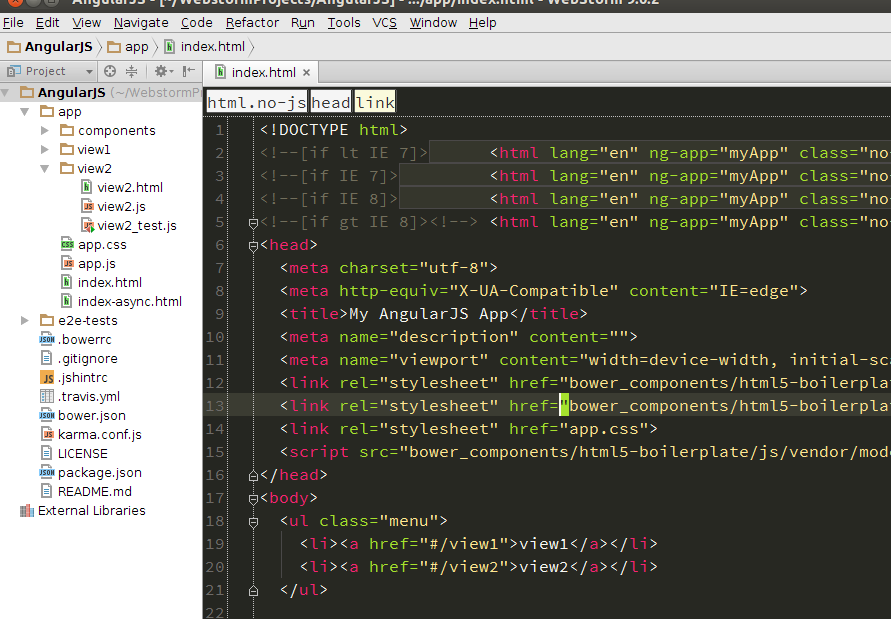 AngularJS - [~/WebstormProjects/AngularJS] - .../app/index.html - WebStorm 9.0.2
File Edit View Navigate Code Refactor Run Tools VCS Window Help
AngularJS app index.html
Project
index.html ×
AngularJS (~/WebstormP
app
components
view1
view2
view2.html
view2.js
view2_test.js
app.css
app.js
index.html
index-async.html
e2e-tests
.bowerrc
.gitignore
.jshintrc
.travis.yml
bower.json
karma.conf.js
LICENSE
package.json
README.md
External Libraries
html.no-js head link
1 <!DOCTYPE html>
2 <!--[if lt IE 7]> <html lang="en" ng-app="myApp" class="no-
3 <!--[if IE 7]> <html lang="en" ng-app="myApp" class="no-
4 <!--[if IE 8]> <html lang="en" ng-app="myApp" class="no-
5 <!--[if gt IE 8]><!--> <html lang="en" ng-app="myApp" class="no-
6 <head>
7 <meta charset="utf-8">
8 <meta http-equiv="X-UA-Compatible" content="IE=edge">
9 <title>My AngularJS App</title>
10 <meta name="description" content="">
11 <meta name="viewport" content="width=device-width, initial-sca
12 <link rel="stylesheet" href="bower_components/html5-boilerplat
13 <link rel="stylesheet" href="bower_components/html5-boilerplat
14 <link rel="stylesheet" href="app.css">
15 <script src="bower_components/html5-boilerplate/js/vendor/mode
16 </head>
17 <body>
18 <ul class="menu">
19 <li><a href="#/view1">view1</a></li>
20 <li><a href="#/view2">view2</a></li>
21 </ul>
22